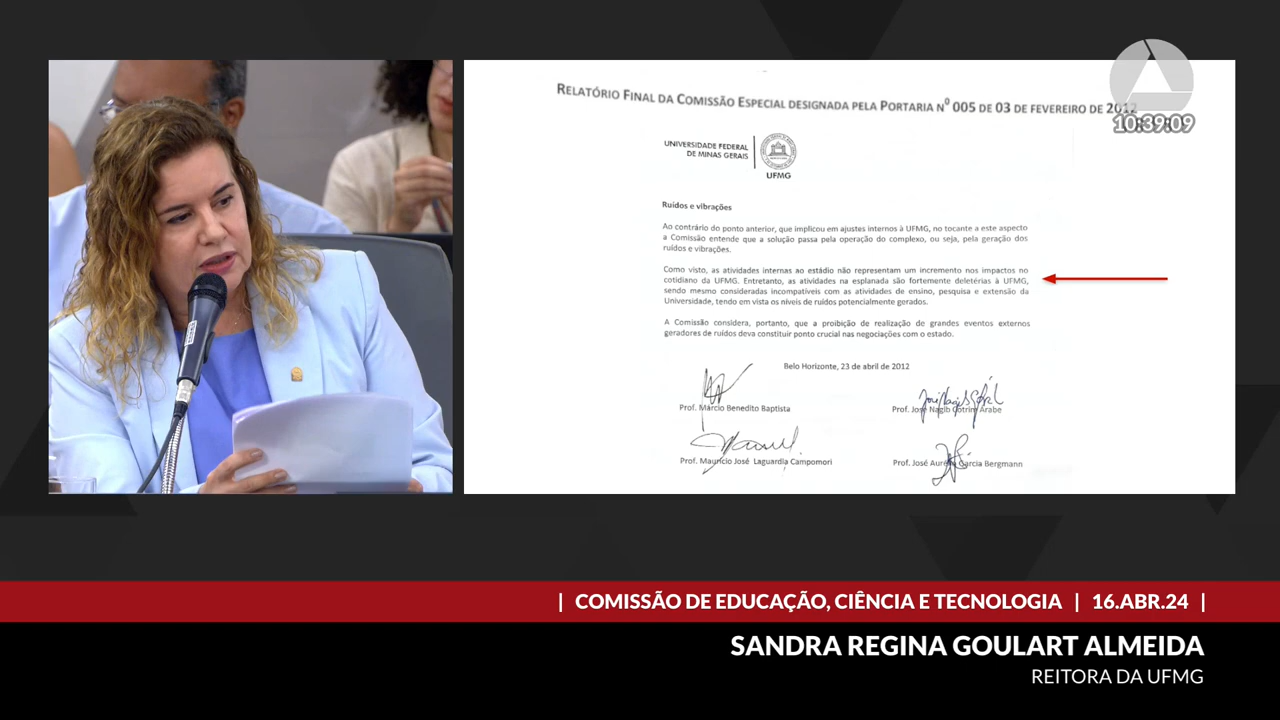 RELATÓRIO FINAL DA COMISSÃO ESPECIAL DESIGNADA PELA PORTARIA Nº 005 DE 03 DE FEVEREIRO DE 2012
10:39:09
UNIVERSIDADE FEDERAL
DE MINAS GERAIS
UFMG
Ruídos e vibrações
Ao contrário do ponto anterior, que implicou em ajustes internos à UFMG, no tocante a este aspecto
a Comissão entende que a solução passa pela operação do complexo, ou seja, pela geração dos
ruídos e vibrações.
Como visto, as atividades internas ao estádio não representam um incremento nos impactos no
cotidiano da UFMG. Entretanto, as atividades na esplanada são fortemente deletérias à UFMG,
sendo mesmo consideradas incompatíveis com as atividades de ensino, pesquisa e extensão da
Universidade, tendo em vista os níveis de ruídos potencialmente gerados.
A Comissão considera, portanto, que a proibição de realização de grandes eventos externos
geradores de ruídos deva constituir ponto crucial nas negociações com o estado.
Belo Horizonte, 23 de abril de 2012
Prof. Márcio Benedito Baptista
Prof. José Nagib Cotrim Árabe
Prof. Maurício José Laguardia Campomori
Prof. José Aurélio Garcia Bergmann
| COMISSÃO DE EDUCAÇÃO, CIÊNCIA E TECNOLOGIA | 16.ABR.24 |
SANDRA REGINA GOULART ALMEIDA
REITORA DA UFMG